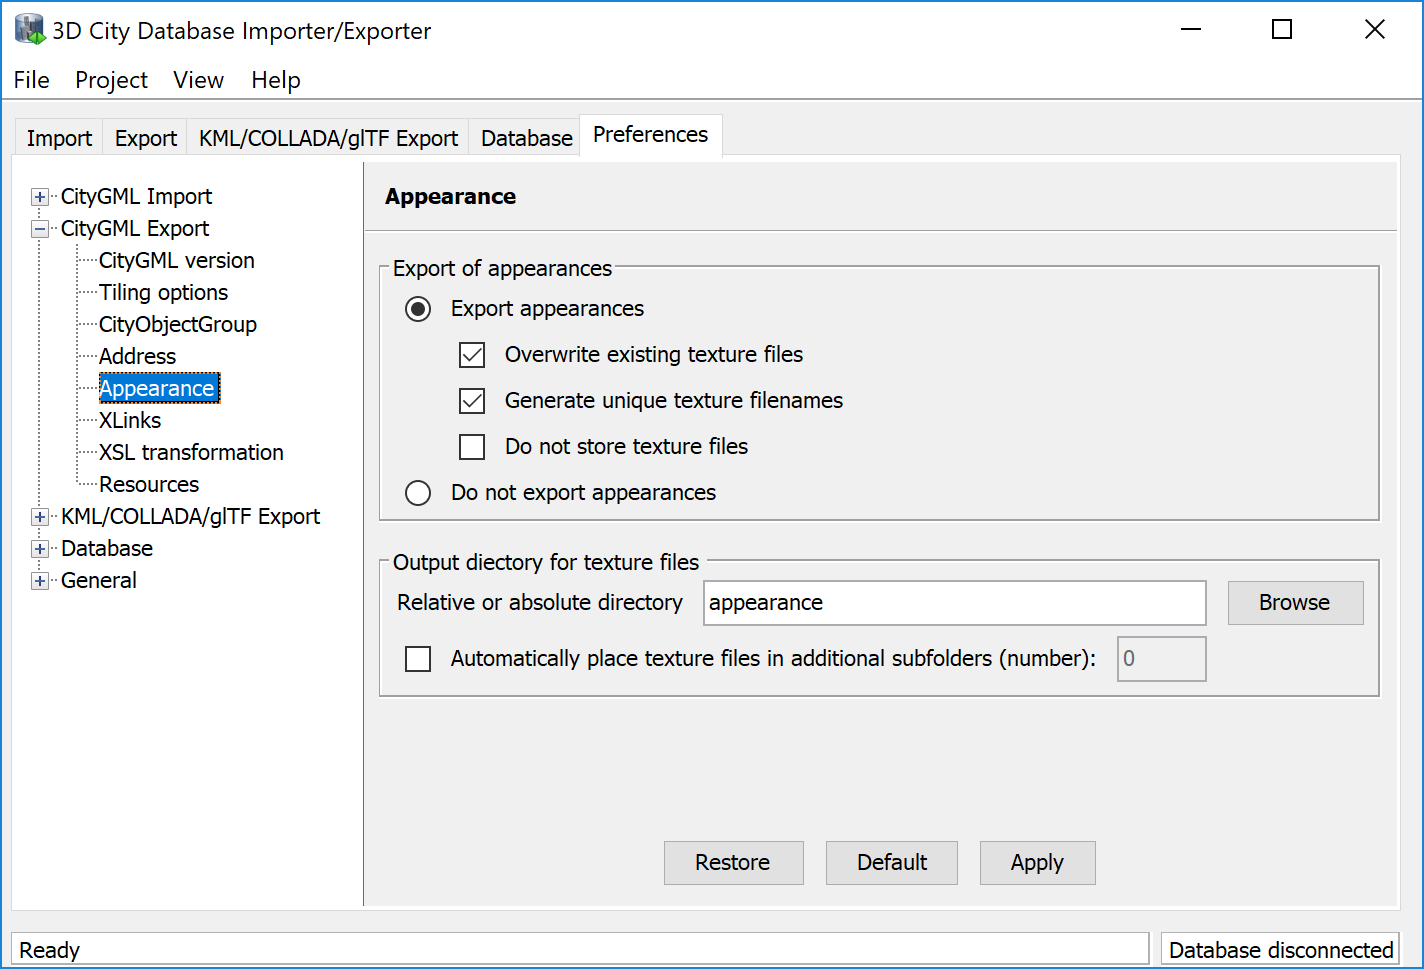 3D City Database Importer/Exporter
File Project View Help
Import Export KML/COLLADA/glTF Export Database Preferences
CityGML Import
CityGML Export
CityGML version
Tiling options
CityObjectGroup
Address
Appearance
XLinks
XSL transformation
Resources
KML/COLLADA/glTF Export
Database
General
Appearance
Export of appearances
Export appearances
Overwrite existing texture files
Generate unique texture filenames
Do not store texture files
Do not export appearances
Output diectory for texture files
Relative or absolute directory appearance Browse
Automatically place texture files in additional subfolders (number): 0
Restore Default Apply
Ready Database disconnected